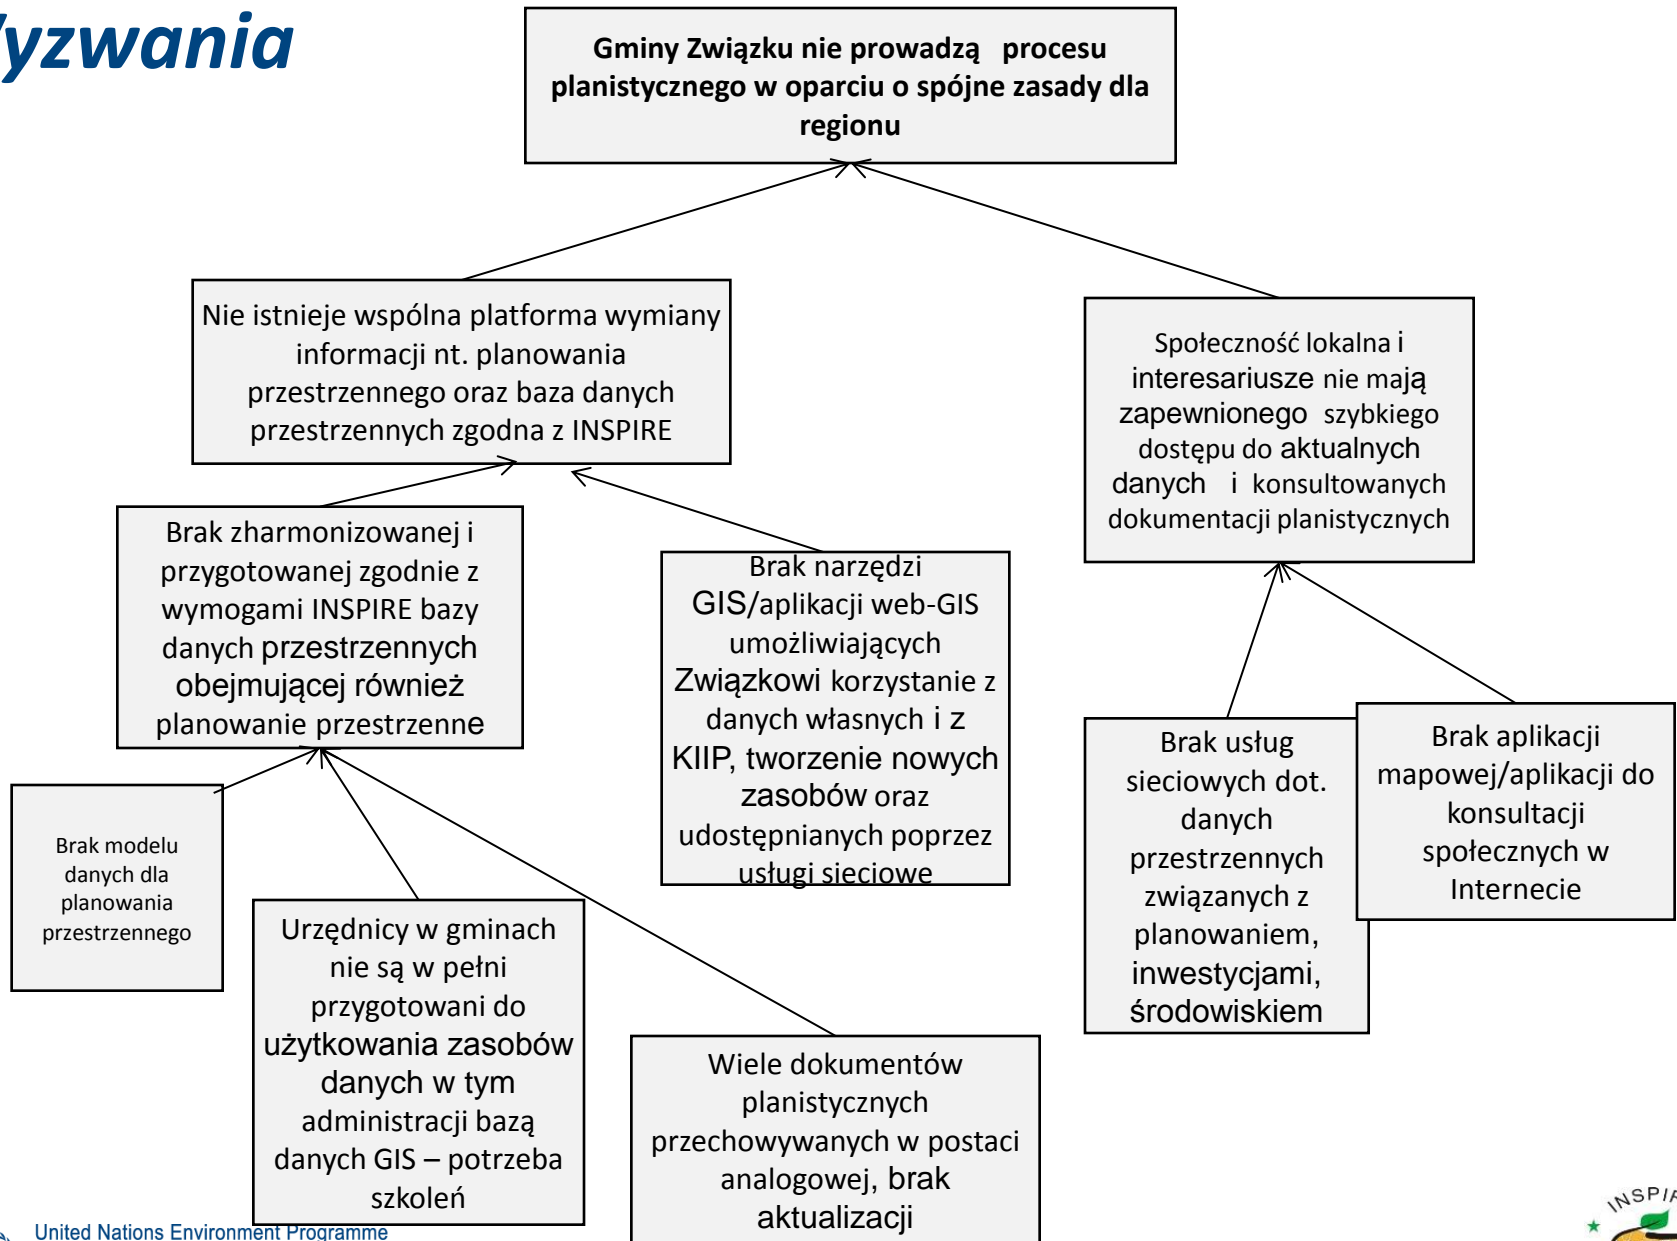 yzwania
Gminy Związku nie prowadzą procesu
planistycznego w oparciu o spójne zasady dla
regionu
Nie istnieje wspólna platforma wymiany
informacji nt. planowania
przestrzennego oraz baza danych
przestrzennych zgodna z INSPIRE
Społeczność lokalna i
interesariusze nie mają
zapewnionego szybkiego
dostępu do aktualnych
danych i konsultowanych
dokumentacji planistycznych
Brak zharmonizowanej i
przygotowanej zgodnie z
wymogami INSPIRE bazy
danych przestrzennych
obejmującej również
planowanie przestrzenne
Brak narzędzi
GIS/aplikacji web-GIS
umożliwiających
Związkowi korzystanie z
danych własnych i z
KIIP, tworzenie nowych
zasobów oraz
udostępnianych poprzez
usługi sieciowe
Brak usług
sieciowych dot.
danych
przestrzennych
związanych z
planowaniem,
inwestycjami,
środowiskiem
Brak aplikacji
mapowej/aplikacji do
konsultacji
społecznych w
Internecie
Brak modelu
danych dla
planowania
przestrzennego
Urzędnicy w gminach
nie są w pełni
przygotowani do
użytkowania zasobów
danych w tym
administracji bazą
danych GIS – potrzeba
szkoleń
Wiele dokumentów
planistycznych
przechowywanych w postaci
analogowej, brak
aktualizacji
United Nations Environment Programme
INSPIR